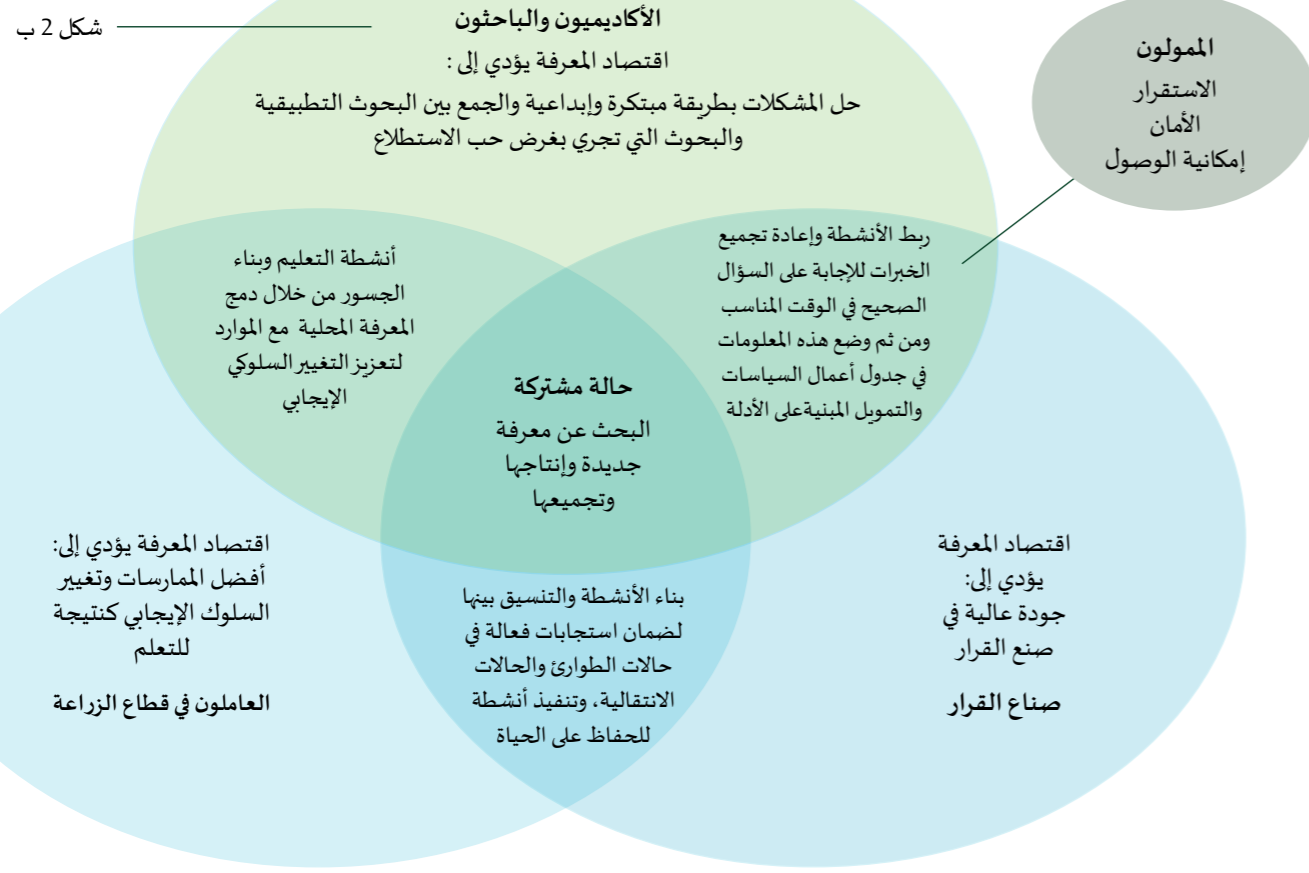 شكل 2 ب
الأكاديميون والباحثون
اقتصاد المعرفة يؤدي إلى :
حل المشكلات بطريقة مبتكرة وإبداعية والجمع بين البحوث التطبيقية
والبحوث التي تجري بغرض حب الاستطلاع
الممولون
الاستقرار
الأمان
إمكانية الوصول
ربط الأنشطة وإعادة تجميع
الخبرات للإجابة على السؤال
الصحيح في الوقت المناسب
ومن ثم وضع هذه المعلومات
في جدول أعمال السياسات
والتمويل المبنيةعلى الأدلة
أنشطة التعليم وبناء
الجسور من خلال دمج
المعرفة المحلية مع الموارد
لتعزيز التغيير السلوكي
الإيجابي
حالة مشتركة
البحث عن معرفة
جديدة وإنتاجها
وتجميعها
اقتصاد المعرفة
يؤدي إلى:
جودة عالية في
صنع القرار
صناع القرار
بناء الأنشطة والتنسيق بينها
لضمان استجابات فعالة في
حالات الطوارئ والحالات
الانتقالية، وتنفيذ أنشطة
للحفاظ على الحياة
اقتصاد المعرفة يؤدي إلى:
أفضل الممارسات وتغيير
السلوك الإيجابي كنتيجة
للتعلم
العاملون في قطاع الزراعة